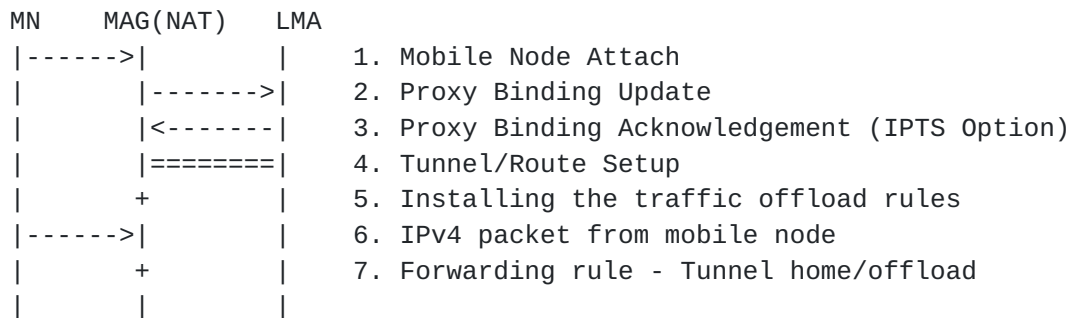 MN     MAG(NAT)    LMA
|------>|        |    1. Mobile Node Attach
|       |------->|    2. Proxy Binding Update
|       |<-------|    3. Proxy Binding Acknowledgement (IPTS Option)
|       |========|    4. Tunnel/Route Setup
|       +        |    5. Installing the traffic offload rules
|------>|        |    6. IPv4 packet from mobile node
|       +        |    7. Forwarding rule - Tunnel home/offload
|       |        |